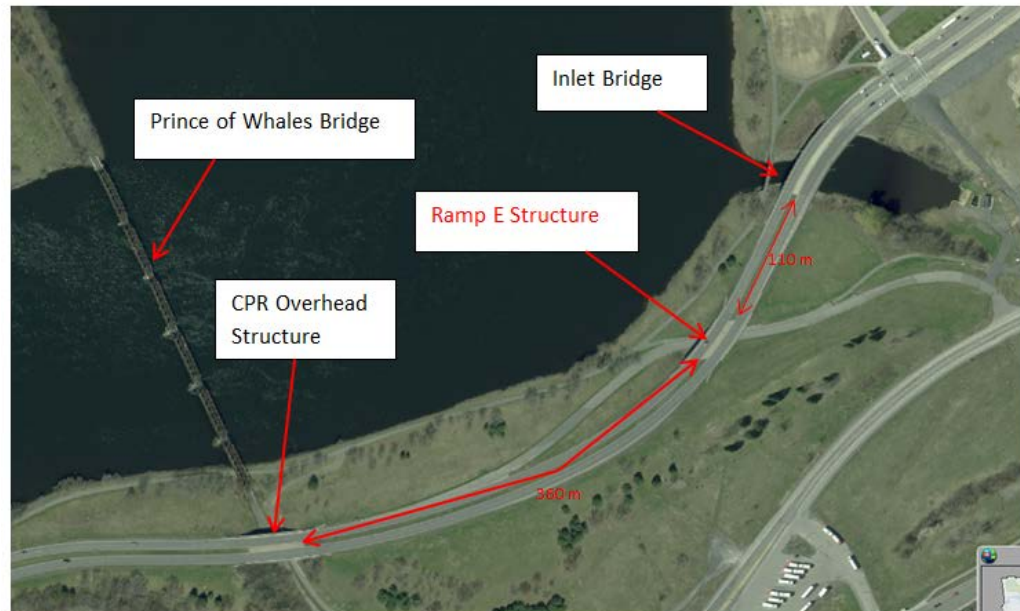 Inlet Bridge
Prince of Whales Bridge
Ramp E Structure
110 m
CPR Overhead
Structure
360 m